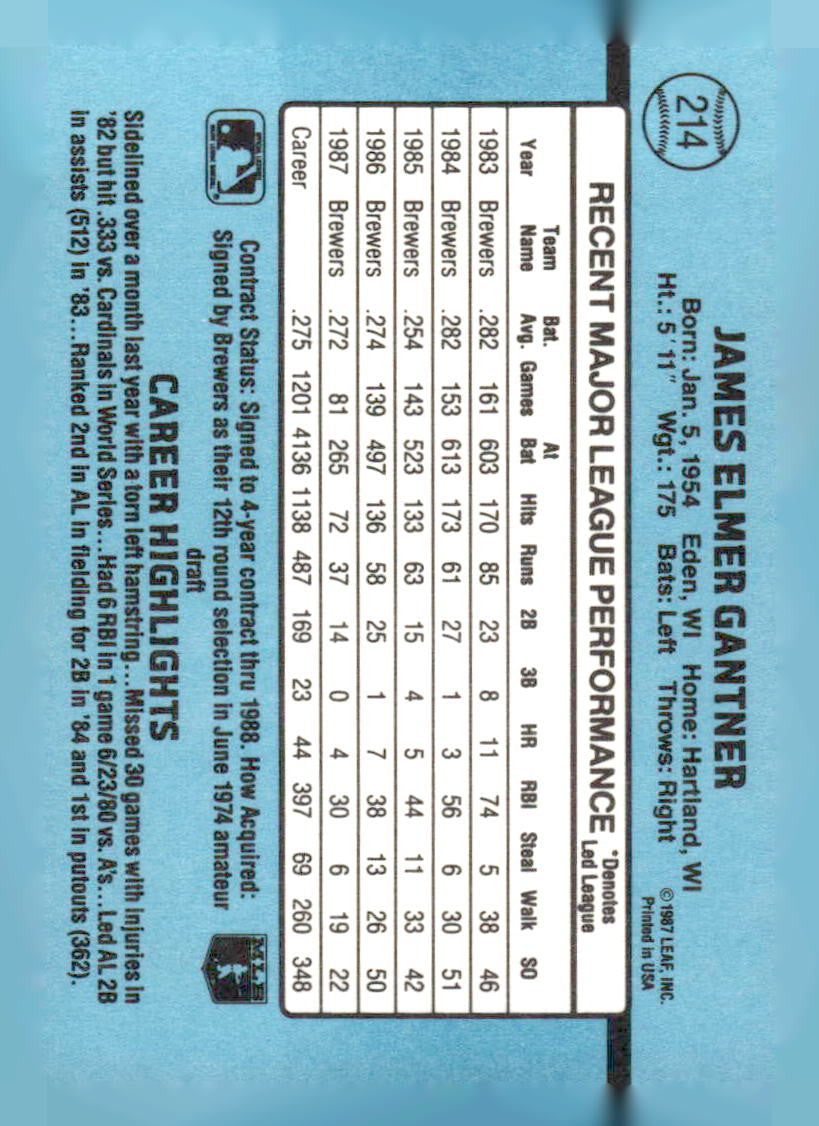 214
JAMES ELMER GANTNER
Born: Jan. 5, 1954 Eden, WI Home: Hartland, WI
Ht.: 5'11" Wgt.: 175 Bats: Left Throws: Right
©1987 LEAF, INC.
Printed in USA
RECENT MAJOR LEAGUE PERFORMANCE *Denotes Led League
Year Team Name Bat. Avg. Games At Bat Hits Runs 2B 3B HR RBI Steal Walk SO
1983 Brewers .282 161 603 170 85 23 8 11 74 5 38 46
1984 Brewers .282 153 613 173 61 27 1 3 56 6 30 51
1985 Brewers .254 143 523 133 63 15 4 5 44 11 33 42
1986 Brewers .274 139 497 136 58 25 1 7 38 13 26 50
1987 Brewers .272 81 265 72 37 14 0 4 30 6 19 22
Career .275 1201 4136 1138 487 169 23 44 397 69 260 348
Contract Status: Signed to 4-year contract thru 1988. How Acquired:
Signed by Brewers as their 12th round selection in June 1974 amateur
draft
MLB
CAREER HIGHLIGHTS
Sidelined over a month last year with a torn left hamstring...Missed 30 games with injuries in
'82 but hit .333 vs. Cardinals in World Series...Had 6 RBI in 1 game 6/23/80 vs. A's...Led AL 2B
in assists (512) in '83...Ranked 2nd in AL in fielding for 2B in '84 and 1st in putouts (362).